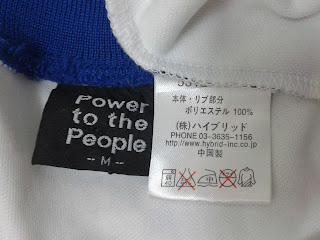 Power
to the
People
-- M --
本体・リブ部分
ポリエステル 100%
(株)ハイブリッド
PHONE 03-3635-1156
http://www.hybrid-inc.co.jp
中国製
40